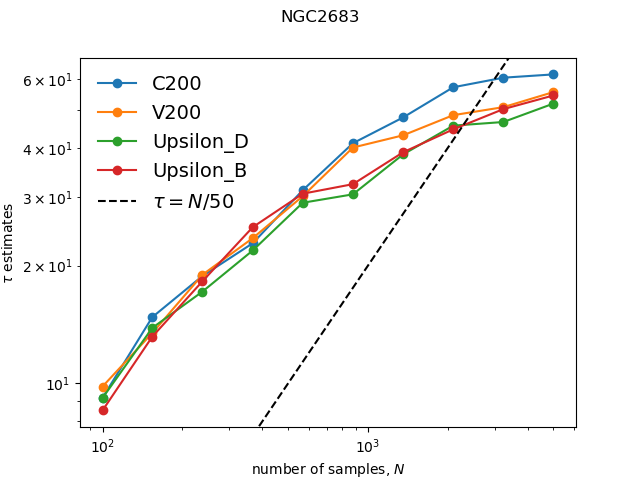 NGC2683
C200
V200
Upsilon_D
Upsilon_B
τ = N/50
6 × 10¹
4 × 10¹
3 × 10¹
2 × 10¹
10¹
τ estimates
10² 10³
number of samples, N